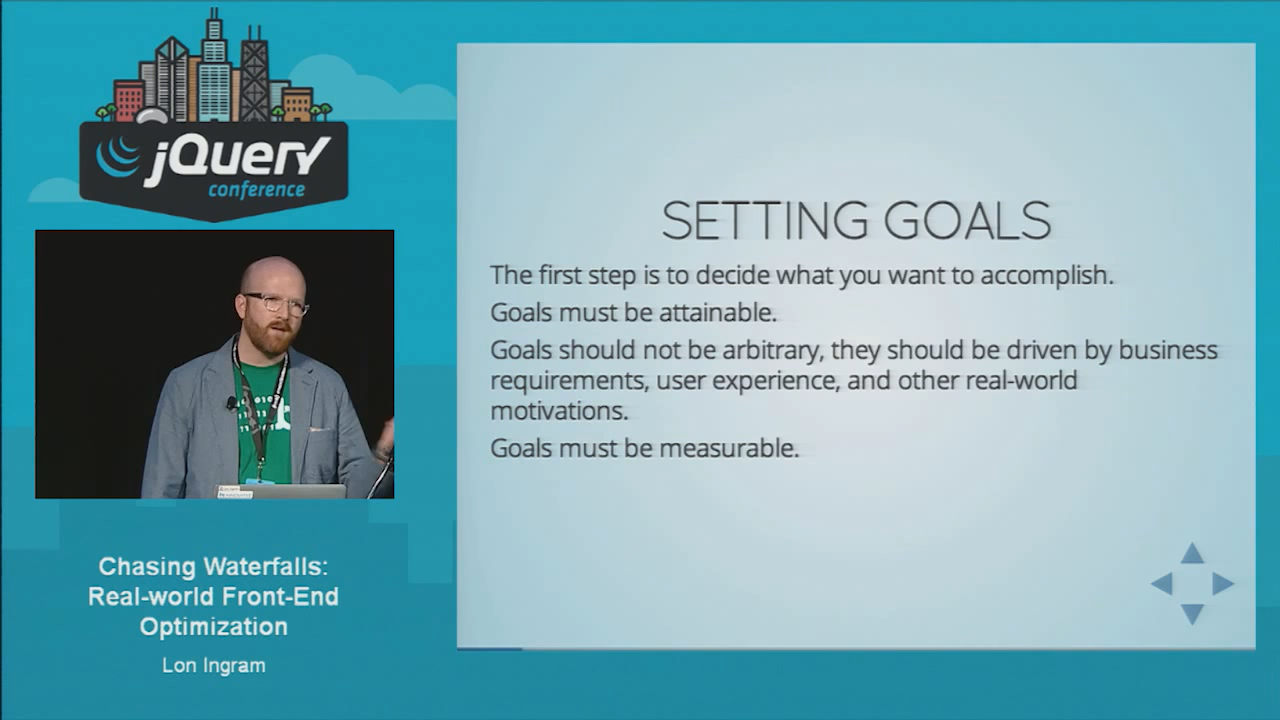 jQuery
conference
SETTING GOALS
The first step is to decide what you want to accomplish.
Goals must be attainable.
Goals should not be arbitrary, they should be driven by business
requirements, user experience, and other real-world
motivations.
Goals must be measurable.
Chasing Waterfalls:
Real-world Front-End
Optimization
Lon Ingram